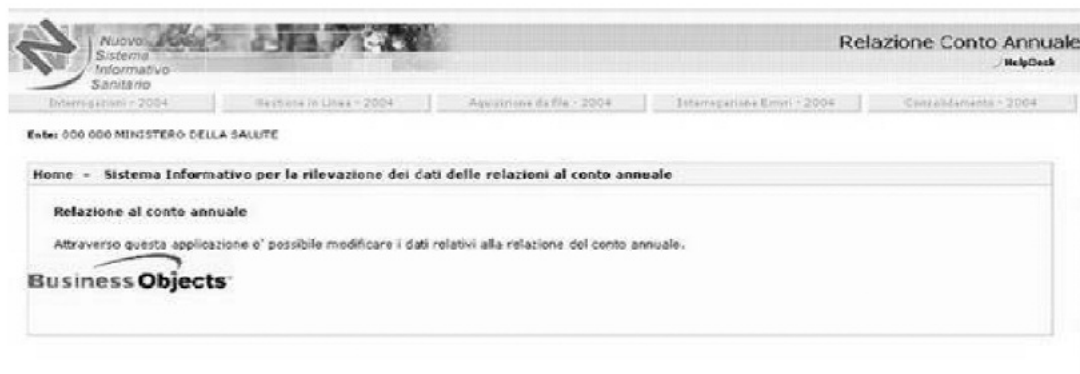 Nuovo
Sistema
Informativo
Sanitario
Relazione Conto Annuale
HelpDesk
Interrogazioni - 2004
Gestione in Linea - 2004
Aquisizione da file - 2004
Interrogazione Errori - 2004
Consolidamento - 2004
Ente: 000 000 MINISTERO DELLA SALUTE
Home - Sistema Informativo per la rilevazione dei dati delle relazioni al conto annuale
Relazione al conto annuale
Attraverso questa applicazione e' possibile modificare i dati relativi alla relazione del conto annuale.
Business Objects